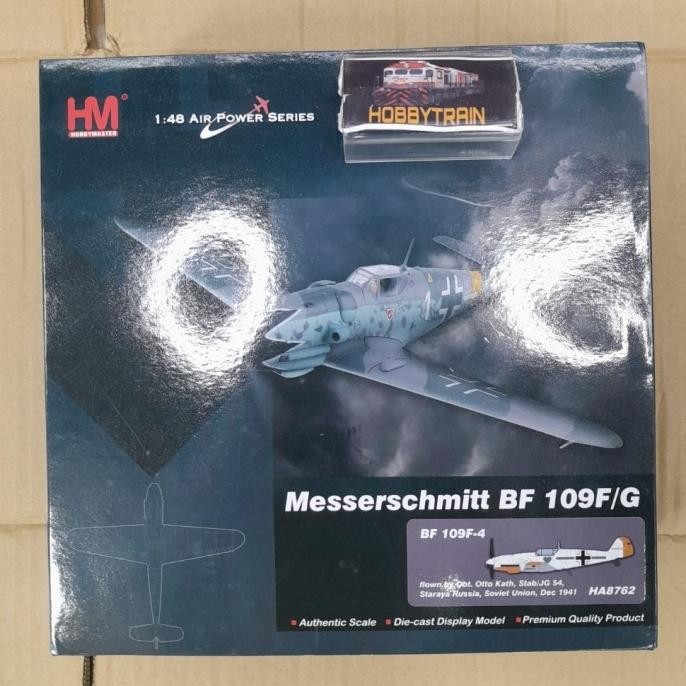 HM
HOBBYMASTER
1:48 AIR POWER SERIES
HOBBYTRAIN
Messerschmitt BF 109F/G
BF 109F-4
flown by Obt. Otto Kath, Stab/JG 54,
Staraya Russia, Soviet Union, Dec 1941
HA8762
Authentic Scale
Die-cast Display Model
Premium Quality Product